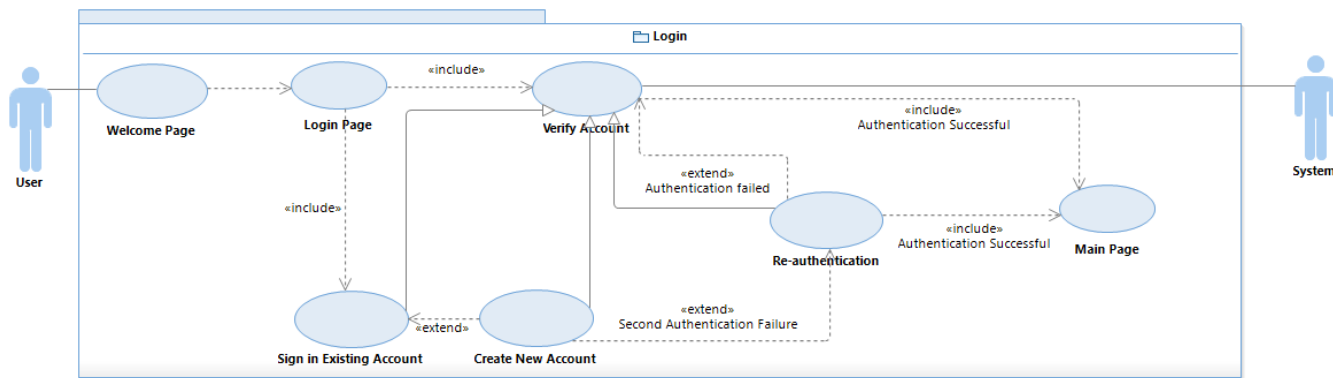 Login
«include»
Welcome Page
Login Page
Verify Account
«include»
Authentication Successful
User
System
«extend»
Authentication failed
«include»
«include»
Authentication Successful
Re-authentication
Main Page
«extend»
Second Authentication Failure
«extend»
Sign in Existing Account
Create New Account